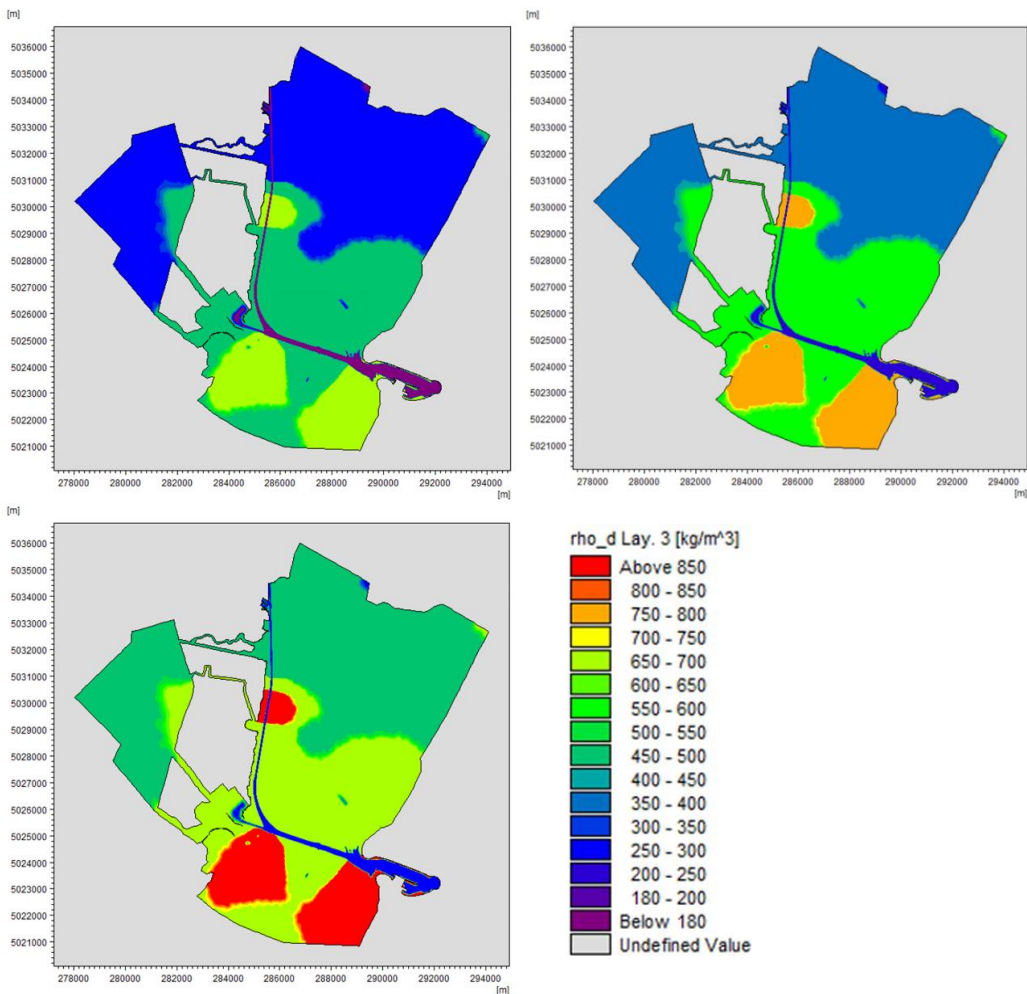 [m]
5036000
5035000
5034000
5033000
5032000
5031000
5030000
5029000
5028000
5027000
5026000
5025000
5024000
5023000
5022000
5021000
278000 280000 282000 284000 286000 288000 290000 292000 294000
[m]
[m]
5036000
5035000
5034000
5033000
5032000
5031000
5030000
5029000
5028000
5027000
5026000
5025000
5024000
5023000
5022000
5021000
278000 280000 282000 284000 286000 288000 290000 292000 294000
[m]
[m]
5036000
5035000
5034000
5033000
5032000
5031000
5030000
5029000
5028000
5027000
5026000
5025000
5024000
5023000
5022000
5021000
278000 280000 282000 284000 286000 288000 290000 292000 294000
[m]
rho_d Lay. 3 [kg/m^3]
Above 850
800 - 850
750 - 800
700 - 750
650 - 700
600 - 650
550 - 600
500 - 550
450 - 500
400 - 450
350 - 400
300 - 350
250 - 300
200 - 250
180 - 200
Below 180
Undefined Value